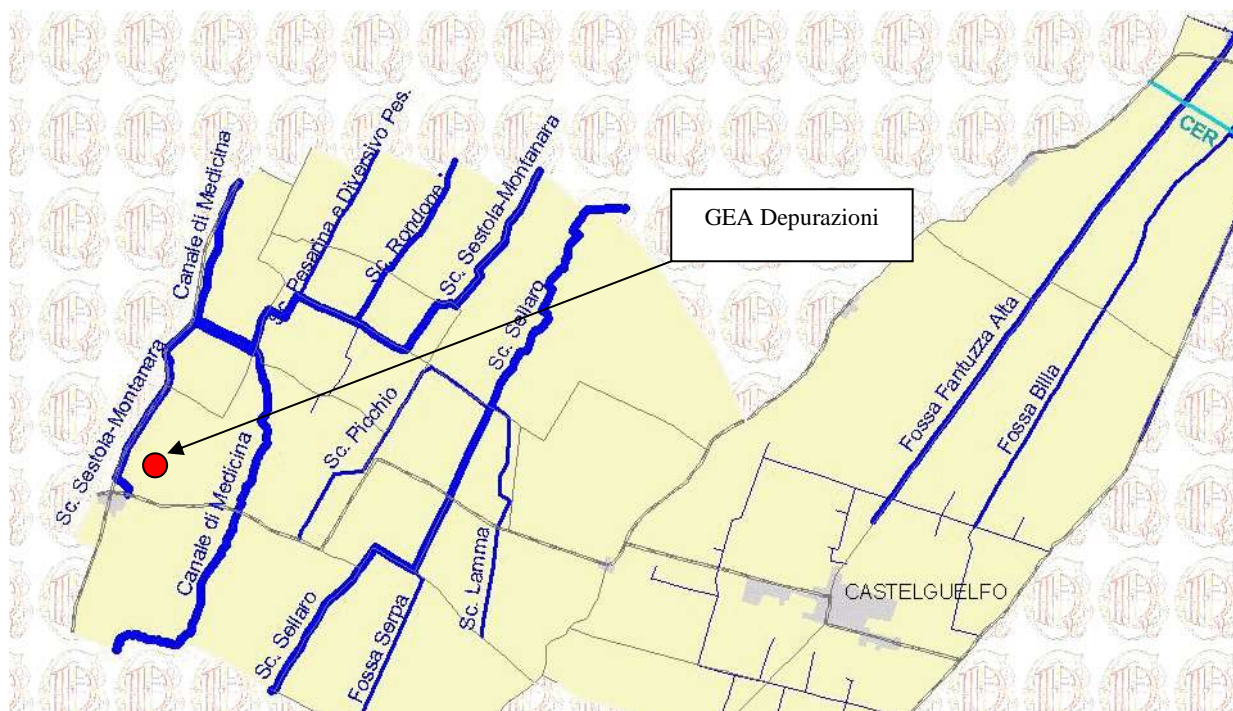 CER
Canale di Medicina
Sc. Pesarina e Diversivo Pes.
Sc. Rondone
Sc. Sestola-Montanara
GEA Depurazioni
Sc. Sellaro
Sc. Sestola-Montanara
Fossa Fantuzza Alta
Fossa Billa
Sc. Picchio
Canale di Medicina
Sc. Lamma
CASTELGUELFO
Sc. Sellaro
Fossa Serpa